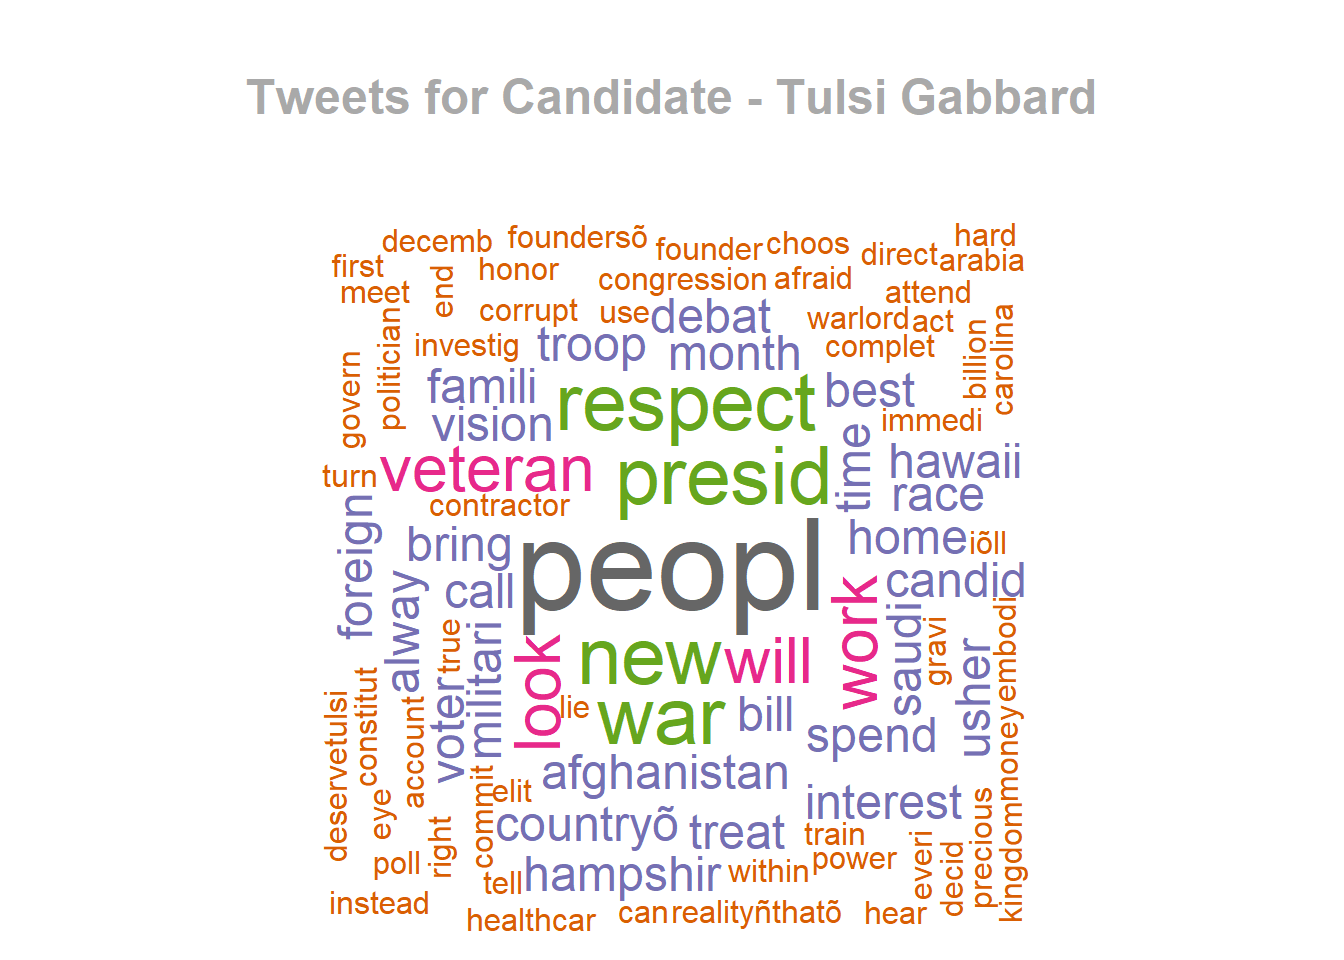 Tweets for Candidate - Tulsi Gabbard
decemb
foundersõ
founder
choos
hard
first
honor
direct
arabia
meet
end
congression
afraid
attend
corrupt
use
debat
warlord
act
politician
investig
troop
month
complet
billion
carolina
govern
famili
respect
best
vision
immedi
turn
veteran
presid
time
hawaii
contractor
race
foreign
bring
peopl
home
iõll
alway
call
work
candid
true
militari
look
new
will
saudi
gravi
embodi
deservetulsi
constitut
account
voter
lie
war
bill
spend
usher
money
eye
commit
elit
afghanistan
interest
right
countryõ
treat
train
everi
decid
precious
kingdom
poll
tell
hampshir
within
power
instead
healthcar
can
realityñthatõ
hear